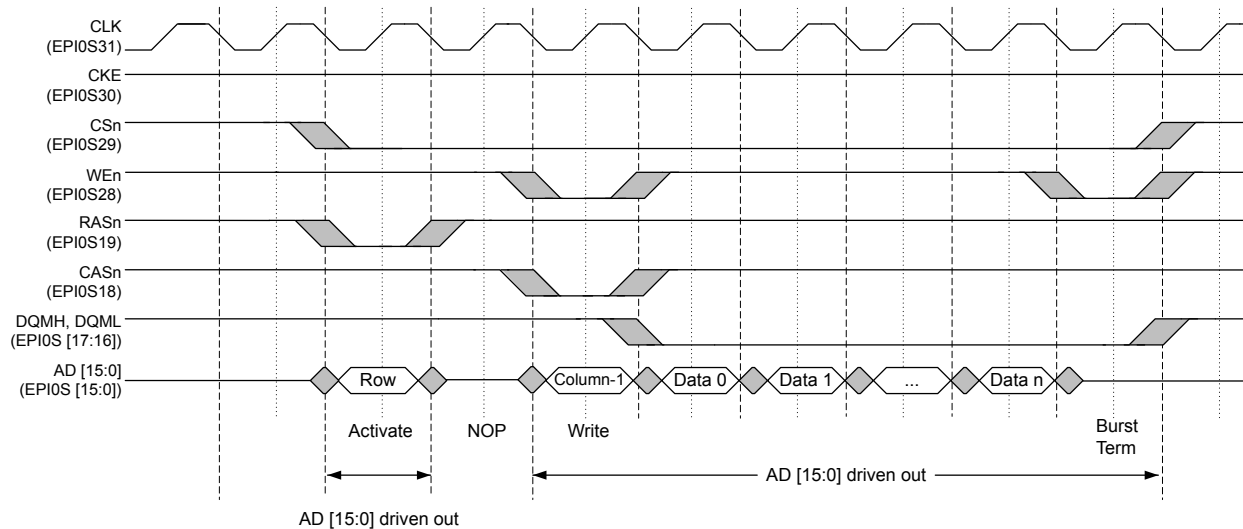 CLK
(EPI0S31)
CKE
(EPI0S30)
CSn
(EPI0S29)
WEn
(EPI0S28)
RASn
(EPI0S19)
CASn
(EPI0S18)
DQMH, DQML
(EPI0S [17:16])
AD [15:0]
(EPI0S [15:0])
Row
Column-1
Data 0
Data 1
...
Data n
Activate
NOP
Write
Burst
Term
AD [15:0] driven out
AD [15:0] driven out